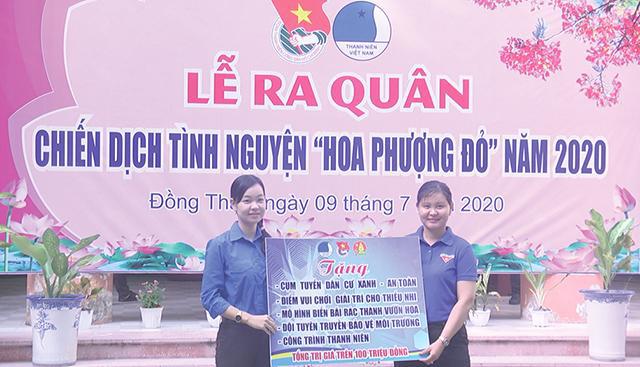 THANH NIÊN
VIỆT NAM
LỄ RA QUÂN
CHIẾN DỊCH TÌNH NGUYỆN "HOA PHƯỢNG ĐỎ" NĂM 2020
Đồng ngày 09 tháng 7 2020
Tặng
- CỤM TUYẾN DÂN CƯ XANH - AN TOÀN
- ĐIỂM VUI CHƠI GIẢI TRÍ CHO THIẾU NHI
- MÔ HÌNH BIẾN BÃI RÁC THÀNH VƯỜN HOA
- ĐỘI TUYÊN TRUYỀN BẢO VỆ MÔI TRƯỜNG
- CÔNG TRÌNH THANH NIÊN
TỔNG TRỊ GIÁ TRÊN 100 TRIỆU ĐỒNG